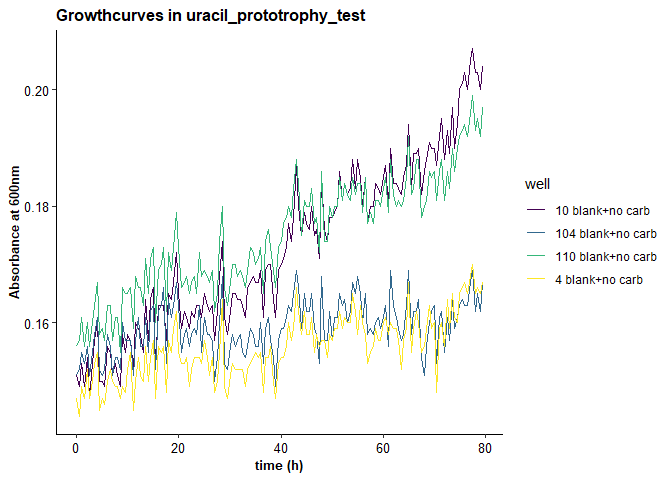 Growthcurves in uracil_prototrophy_test
0.20
0.18
0.16
Absorbance at 600nm
0
20
40
60
80
time (h)
well
10 blank+no carb
104 blank+no carb
110 blank+no carb
4 blank+no carb